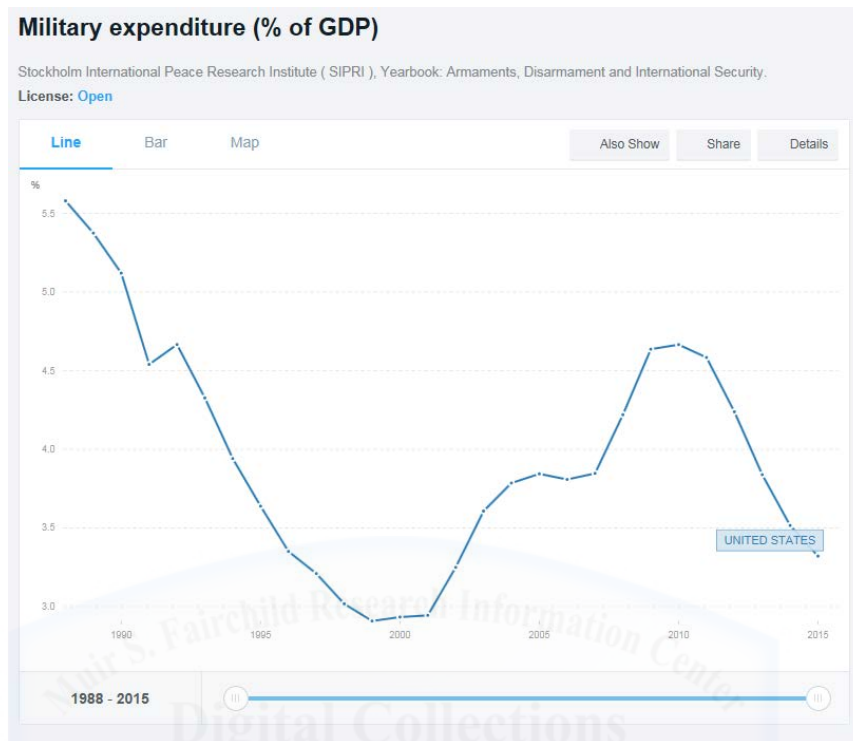 Military expenditure (% of GDP)
Stockholm International Peace Research Institute ( SIPRI ), Yearbook: Armaments, Disarmament and International Security.
License: Open
Line Bar Map Also Show Share Details
%
5.5
5.0
4.5
4.0
3.5
UNITED STATES
3.0
1990 1995 2000 2005 2010 2015
Muir S. Fairchild Research Information Center
1988 - 2015
Digital Collections